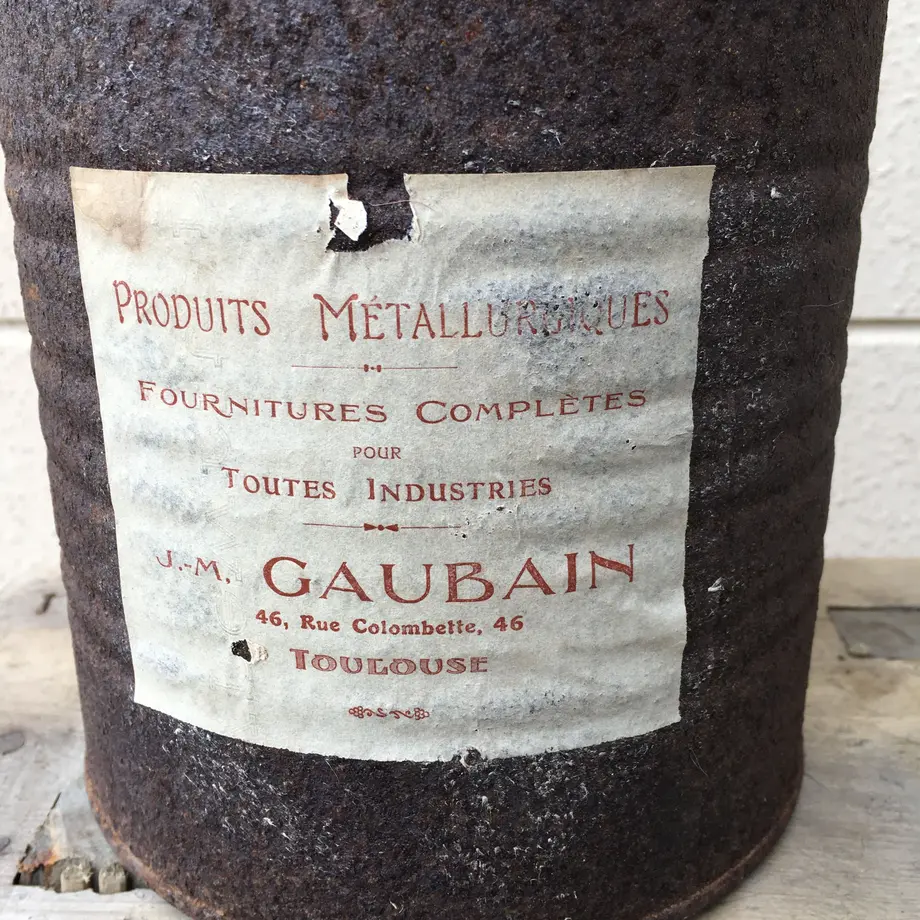 PRODUITS MÉTALLURGIQUES
FOURNITURES COMPLÈTES
POUR
TOUTES INDUSTRIES
J.-M. GAUBAIN
46, Rue Colombette, 46
TOULOUSE